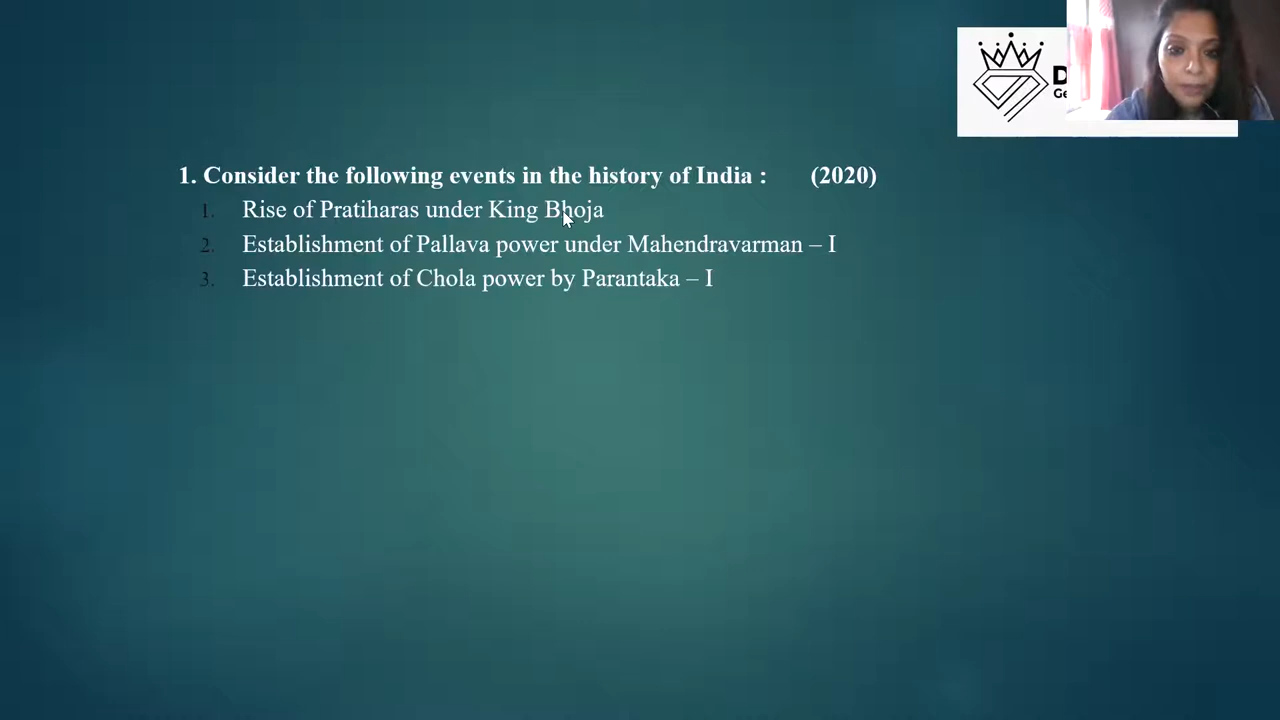 1. Consider the following events in the history of India : (2020)
1. Rise of Pratiharas under King Bhoja
2. Establishment of Pallava power under Mahendravarman – I
3. Establishment of Chola power by Parantaka – I